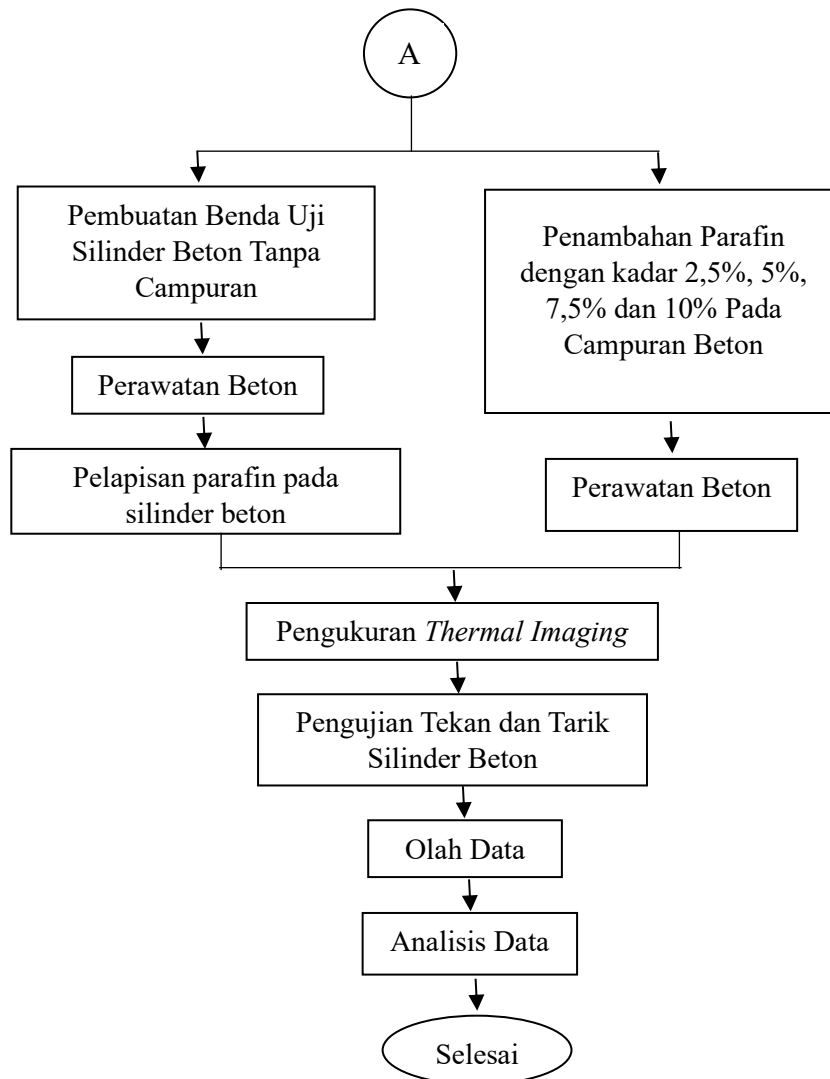 A
Pembuatan Benda Uji
Silinder Beton Tanpa
Campuran
Perawatan Beton
Pelapisan parafin pada
silinder beton
Penambahan Parafin
dengan kadar 2,5%, 5%,
7,5% dan 10% Pada
Campuran Beton
Perawatan Beton
Pengukuran Thermal Imaging
Pengujian Tekan dan Tarik
Silinder Beton
Olah Data
Analisis Data
Selesai